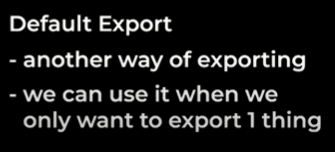 Default Export
- another way of exporting
- we can use it when we
only want to export 1 thing